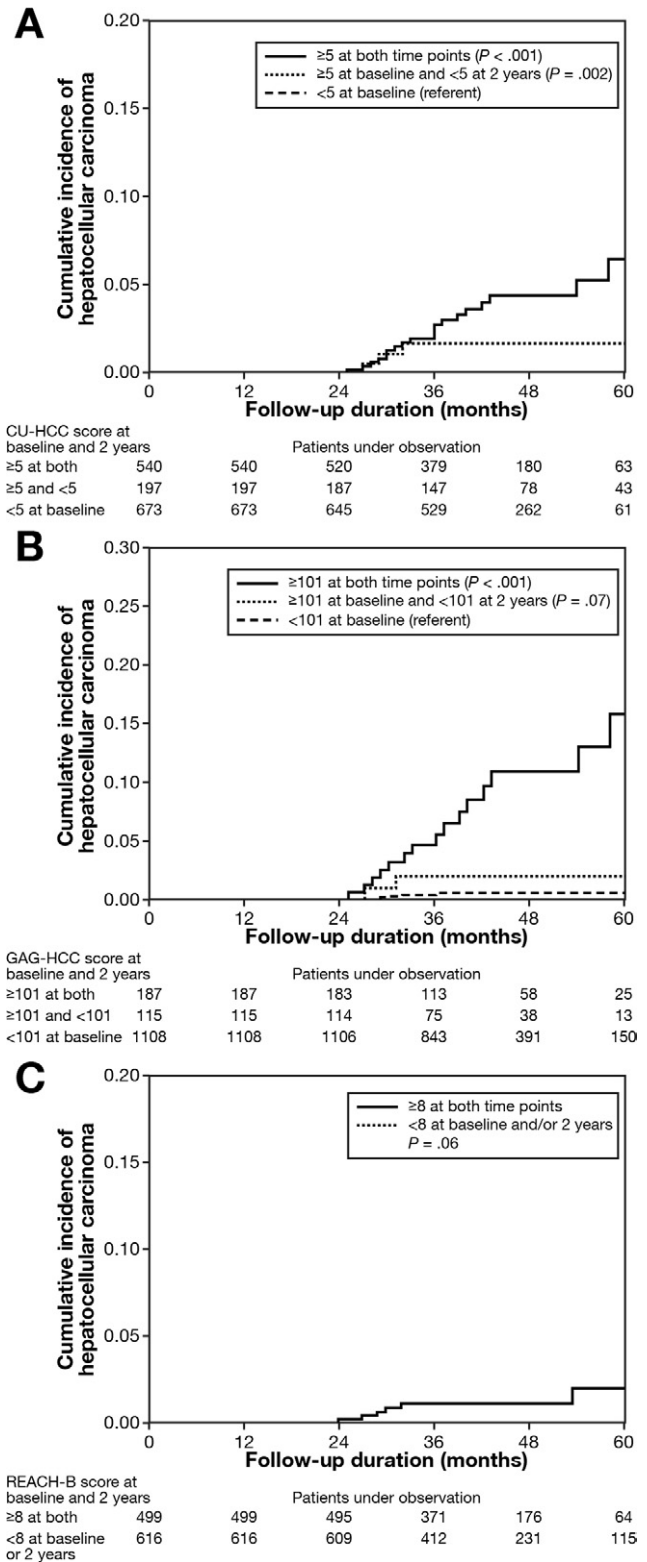 A
Cumulative incidence of
hepatocellular carcinoma
0.20
0.15
0.10
0.05
0.00
≥5 at both time points (P < .001)
≥5 at baseline and <5 at 2 years (P = .002)
<5 at baseline (referent)
0 12 24 36 48 60
Follow-up duration (months)
CU-HCC score at
baseline and 2 years Patients under observation
≥5 at both 540 540 520 379 180 63
≥5 and <5 197 197 187 147 78 43
<5 at baseline 673 673 645 529 262 61
B
Cumulative incidence of
hepatocellular carcinoma
0.30
0.25
0.20
0.15
0.10
0.05
0.00
≥101 at both time points (P < .001)
≥101 at baseline and <101 at 2 years (P = .07)
<101 at baseline (referent)
0 12 24 36 48 60
Follow-up duration (months)
GAG-HCC score at
baseline and 2 years Patients under observation
≥101 at both 187 187 183 113 58 25
≥101 and <101 115 115 114 75 38 13
<101 at baseline 1108 1108 1106 843 391 150
C
Cumulative incidence of
hepatocellular carcinoma
0.20
0.15
0.10
0.05
0.00
≥8 at both time points
<8 at baseline and/or 2 years
P = .06
0 12 24 36 48 60
Follow-up duration (months)
REACH-B score at
baseline and 2 years Patients under observation
≥8 at both 499 499 495 371 176 64
<8 at baseline 616 616 609 412 231 115
or 2 years